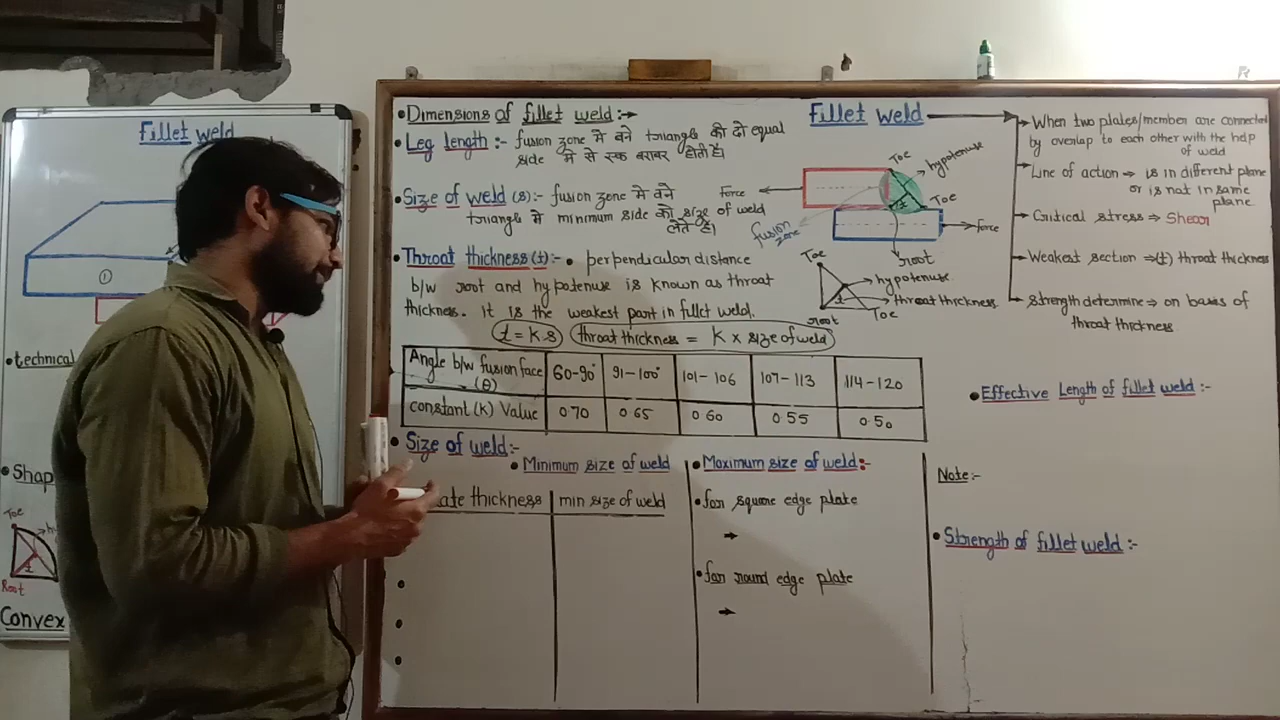 Fillet weld
①
•technical
•Shap
Toe
Root
t
Convex
•Dimensions of fillet weld:→
•Leg length:- fusion zone मे बने triangle की दो equal
side मे से एक बराबर होती है।
•Size of weld (s):- fusion zone मे बने
triangle मे minimum side को size of weld
लेते है।
•Throat thickness(t):- • perpendicular distance
b/w root and hypotenuse is known as throat
thickness. it is the weakest part in fillet weld.
t = k.s throat thickness = K × size of weld
Angle b/w fusion face (θ) 60-90° 91-100° 101-106 107-113 114-120
constant(k) Value 0.70 0.65 0.60 0.55 0.50
•Size of weld:-
•Minimum size of weld
ate thickness min size of weld
•Maximum size of weld:-
•for square edge plate
→
•for round edge plate
→
Fillet weld
Toe
hypotenuse
Force
t
Toe
Force
fusion zone
root
Toe
hypotenuse
t
throat thickness
root
Toe
When two plates/member are connected
by overlap to each other with the help
of weld
Line of action → is in different plane
or is not in same
plane
Critical stress ⇒ Shear
Weakest section ⇒(t) throat thickness
Strength determine → on basis of
throat thickness
•Effective Length of fillet weld:-
Note:-
•Strength of fillet weld:-